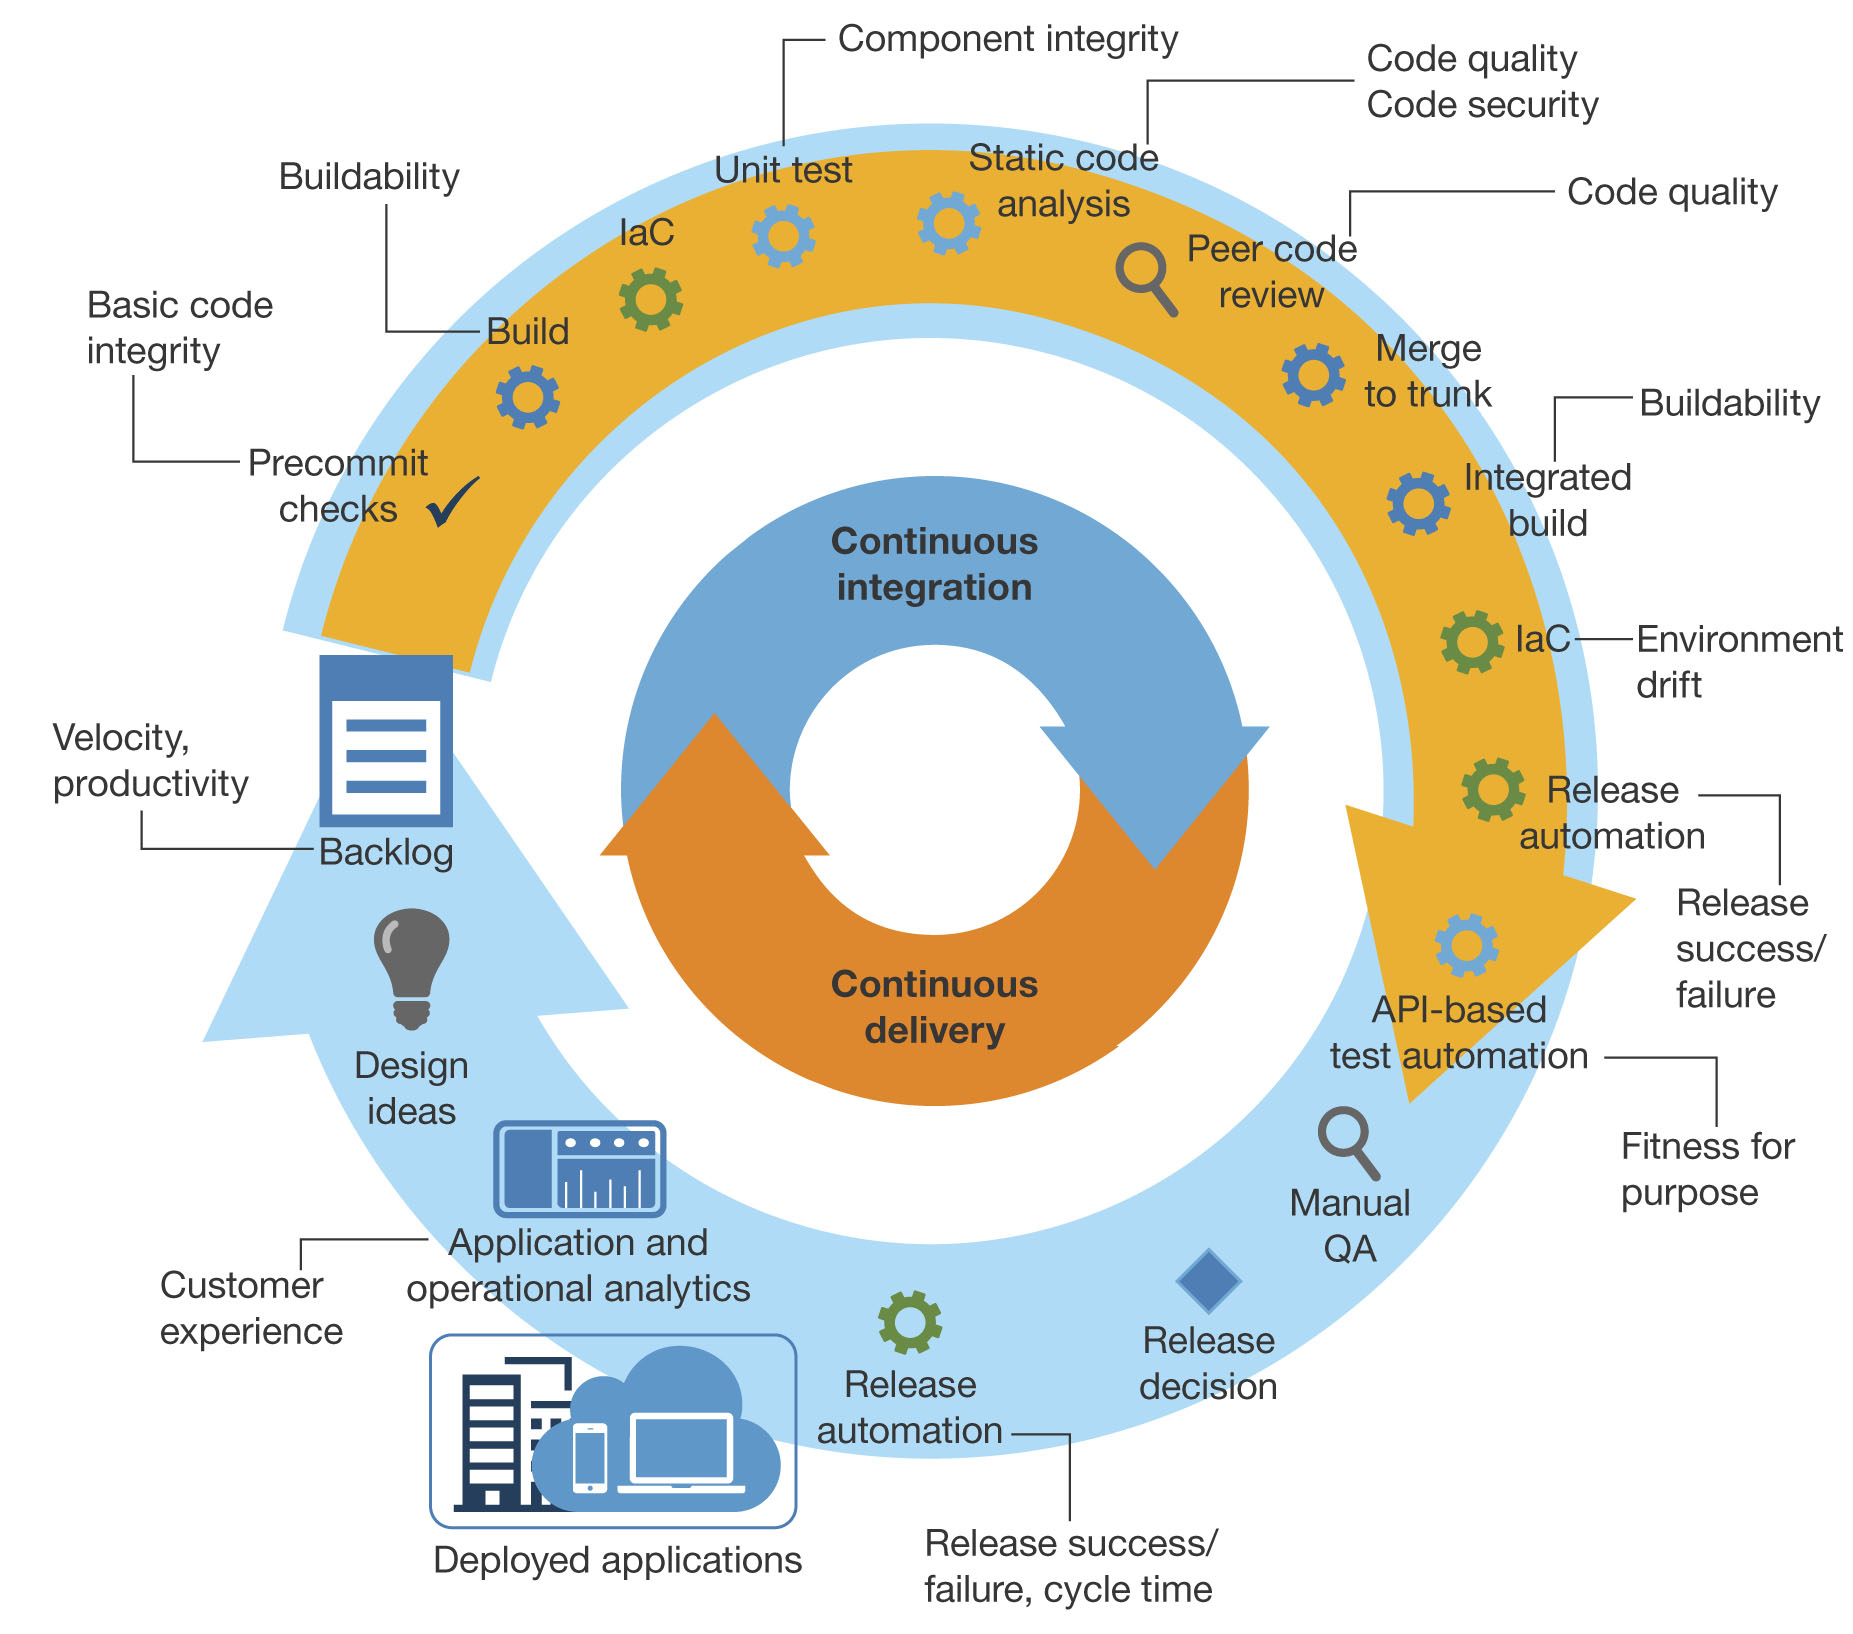 Component integrity
Code quality
Code security
Unit test
Static code
analysis
Buildability
Code quality
IaC
Peer code
review
Basic code
integrity
Build
Merge
to trunk
Buildability
Precommit
checks
Integrated
build
Continuous
integration
IaC
Environment
drift
Velocity,
productivity
Release
automation
Backlog
Release
success/
failure
Continuous
delivery
API-based
test automation
Design
ideas
Fitness for
purpose
Manual
QA
Application and
operational analytics
Customer
experience
Release
decision
Release
automation
Deployed applications
Release success/
failure, cycle time